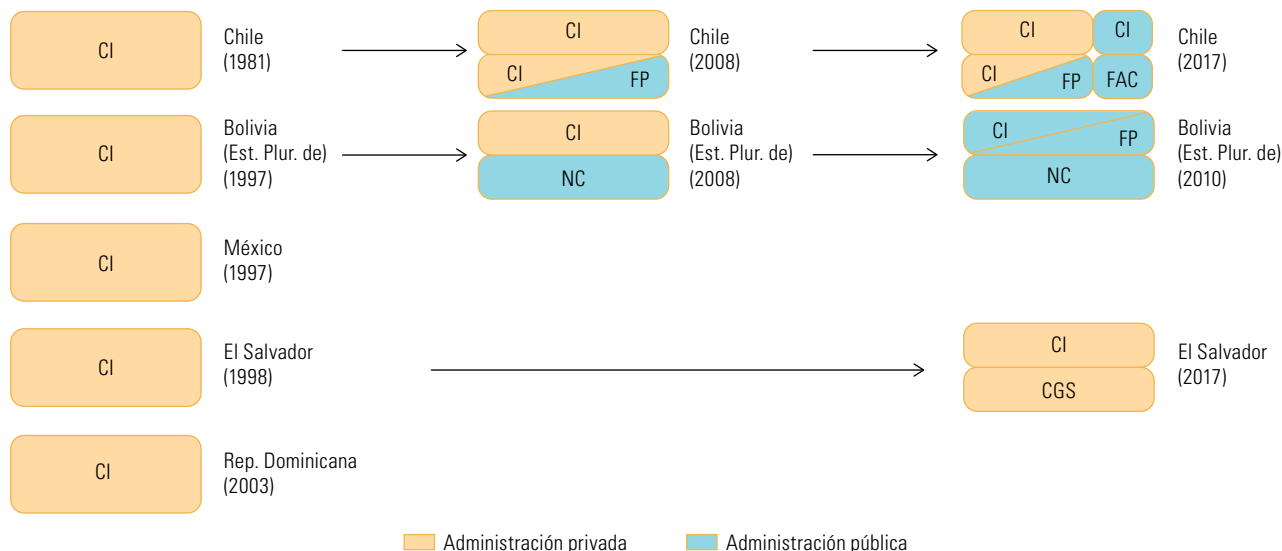 CI
Chile
(1981)
CI
CI
FP
Chile
(2008)
CI
CI
CI
FP
FAC
Chile
(2017)
CI
Bolivia
(Est. Plur. de)
(1997)
CI
NC
Bolivia
(Est. Plur. de)
(2008)
CI
FP
NC
Bolivia
(Est. Plur. de)
(2010)
CI
México
(1997)
CI
El Salvador
(1998)
CI
CGS
El Salvador
(2017)
CI
Rep. Dominicana
(2003)
Administración privada
Administración pública